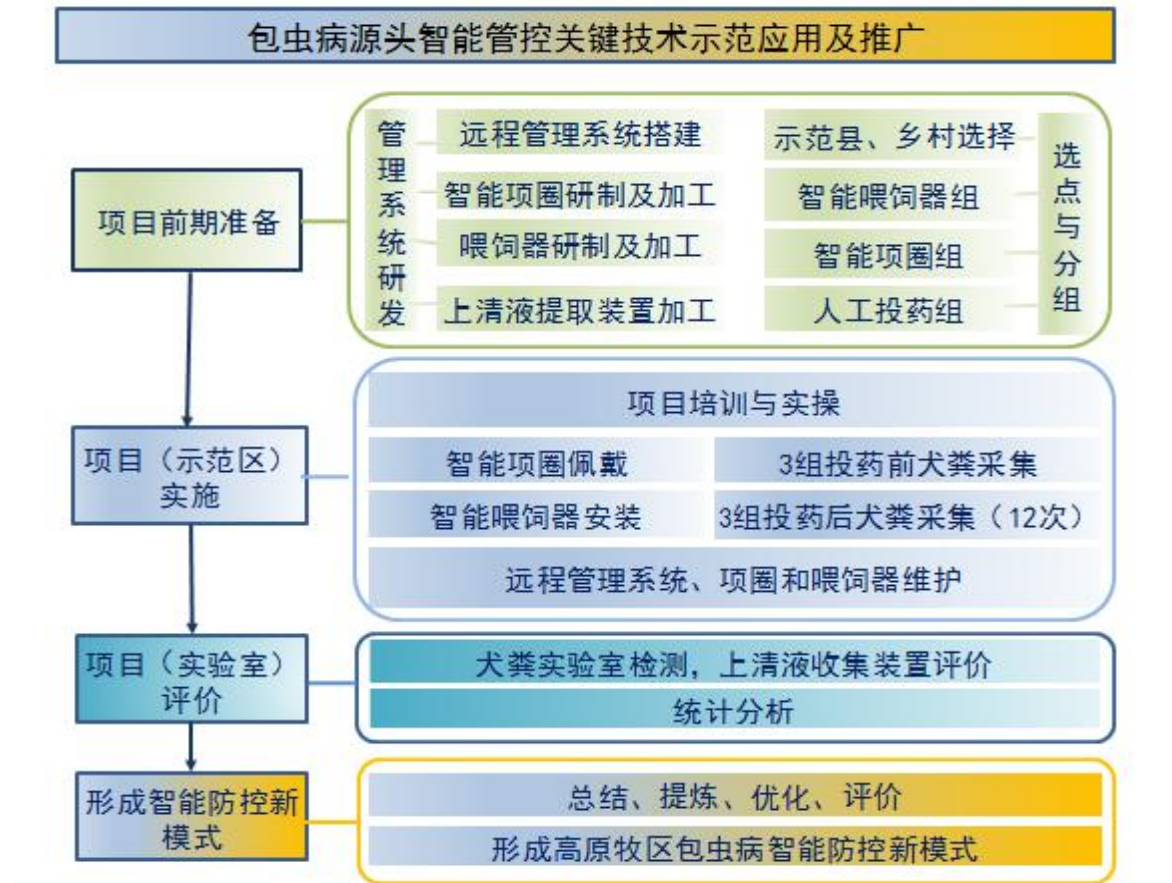 包虫病源头智能管控关键技术示范应用及推广
项目前期准备
管理系统研发
远程管理系统搭建
智能项圈研制及加工
喂饲器研制及加工
上清液提取装置加工
示范县、乡村选择
智能喂饲器组
智能项圈组
人工投药组
选点与分组
项目（示范区）
实施
项目培训与实操
智能项圈佩戴
3组投药前犬粪采集
智能喂饲器安装
3组投药后犬粪采集（12次）
远程管理系统、项圈和喂饲器维护
项目（实验室）
评价
犬粪实验室检测，上清液收集装置评价
统计分析
形成智能防控新
模式
总结、提炼、优化、评价
形成高原牧区包虫病智能防控新模式